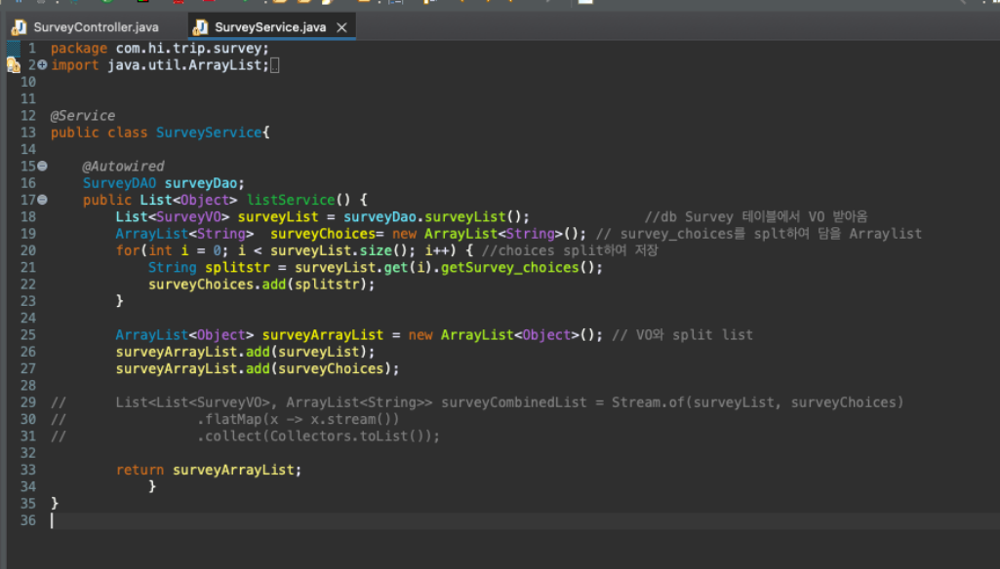 SurveyController.java
SurveyService.java
1 package com.hi.trip.survey;
2 import java.util.ArrayList;
10
11
12 @Service
13 public class SurveyService{
14
15 @Autowired
16 SurveyDAO surveyDao;
17 public List<Object> listService() {
18 List<SurveyVO> surveyList = surveyDao.surveyList(); //db Survey 테이블에서 VO 받아옴
19 ArrayList<String> surveyChoices= new ArrayList<String>(); // survey_choices를 splt하여 담을 Arraylist
20 for(int i = 0; i < surveyList.size(); i++) { //choices split하여 저장
21 String splitstr = surveyList.get(i).getSurvey_choices();
22 surveyChoices.add(splitstr);
23 }
24
25 ArrayList<Object> surveyArrayList = new ArrayList<Object>(); // VO와 split list
26 surveyArrayList.add(surveyList);
27 surveyArrayList.add(surveyChoices);
28
29 // List<List<SurveyVO>, ArrayList<String>> surveyCombinedList = Stream.of(surveyList, surveyChoices)
30 // .flatMap(x -> x.stream())
31 // .collect(Collectors.toList());
32
33 return surveyArrayList;
34 }
35 }
36